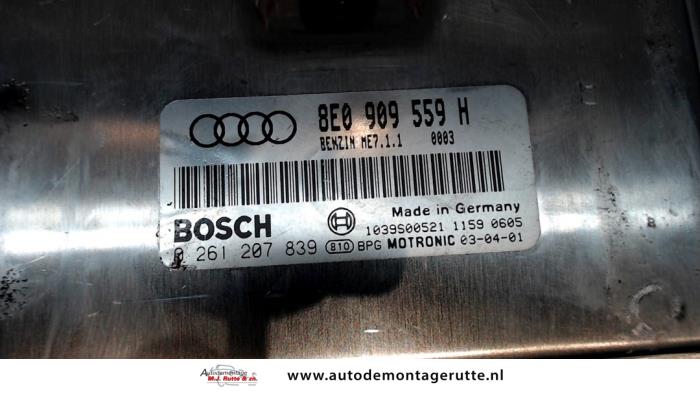 8E0 909 559 H
BENZIN ME7.1.1 0003
BOSCH
Made in Germany
1039S00521 1159 0605
0 261 207 839 810 BPG MOTRONIC 03-04-01
Autodemontage
M.J. Rutte & zn.
www.autodemontagerutte.nl